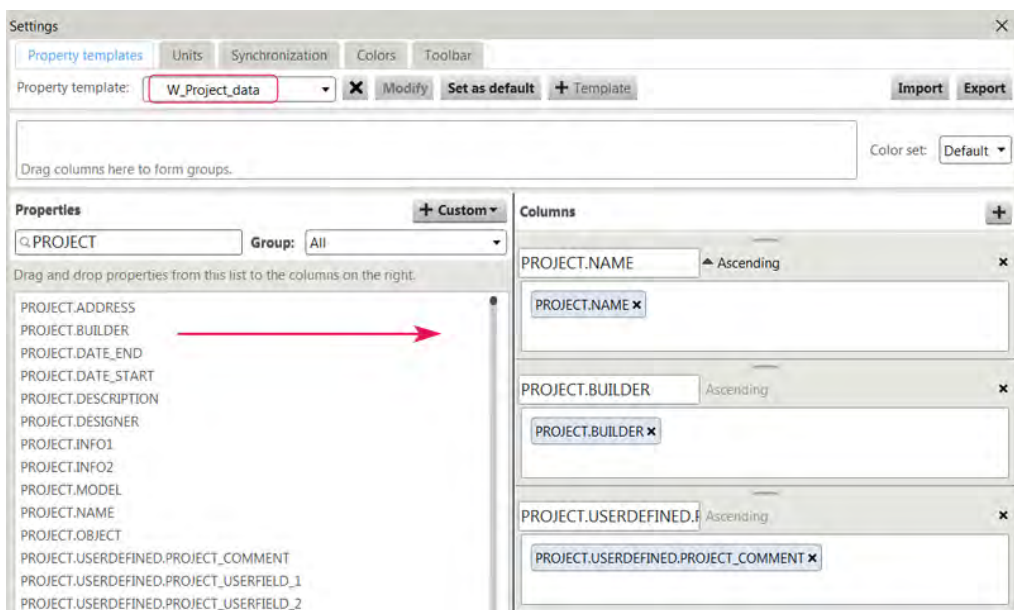 Settings
Property templates Units Synchronization Colors Toolbar
Property template: W_Project_data Modify Set as default + Template Import Export
Color set: Default
Drag columns here to form groups.
Properties + Custom Columns +
PROJECT Group: All
Drag and drop properties from this list to the columns on the right.
PROJECT.ADDRESS
PROJECT.BUILDER
PROJECT.DATE_END
PROJECT.DATE_START
PROJECT.DESCRIPTION
PROJECT.DESIGNER
PROJECT.INFO1
PROJECT.INFO2
PROJECT.MODEL
PROJECT.NAME
PROJECT.OBJECT
PROJECT.USERDEFINED.PROJECT_COMMENT
PROJECT.USERDEFINED.PROJECT_USERFIELD_1
PROJECT.USERDEFINED.PROJECT_USERFIELD_2
PROJECT.NAME Ascending
PROJECT.NAME
PROJECT.BUILDER Ascending
PROJECT.BUILDER
PROJECT.USERDEFINED.P Ascending
PROJECT.USERDEFINED.PROJECT_COMMENT